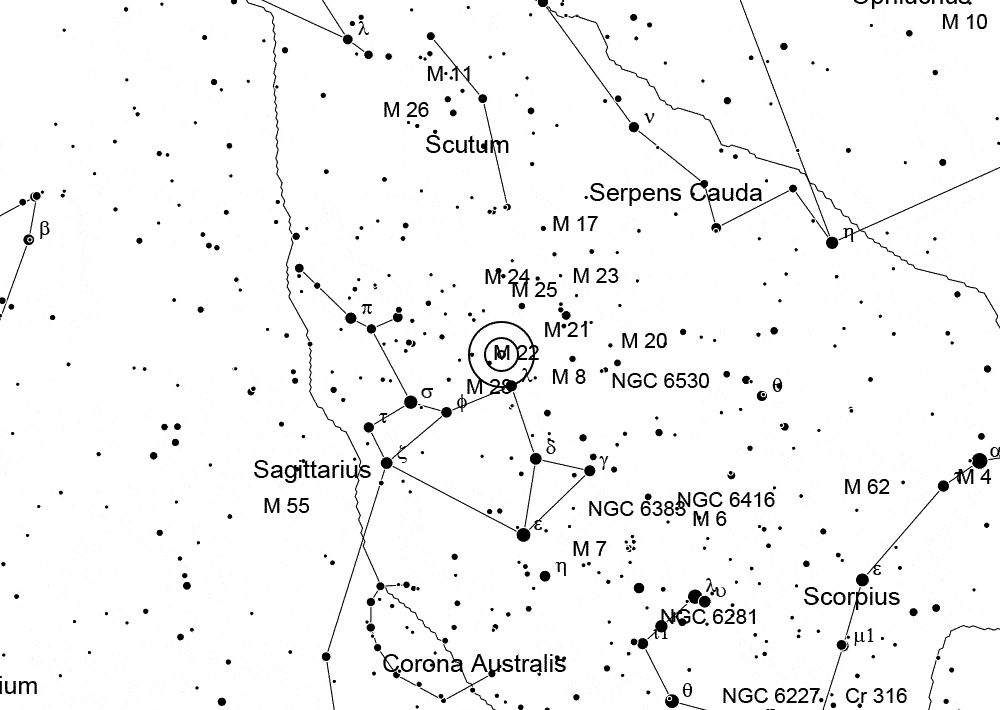 Ophiuchus
M 10
λ
M 11
M 26
ν
Scutum
Serpens Cauda
M 17
β
η
M 24
M 23
M 25
π
M 21
M 20
M 22
λ
M 8
NGC 6530
θ
M 28
σ
φ
τ
δ
α
ζ
γ
Sagittarius
M 4
M 62
M 55
NGC 6383
NGC 6416
M 6
ε
M 7
η
ε
λ
υ
Scorpius
NGC 6281
ι1
μ1
Corona Australis
ium
θ
NGC 6227
Cr 316